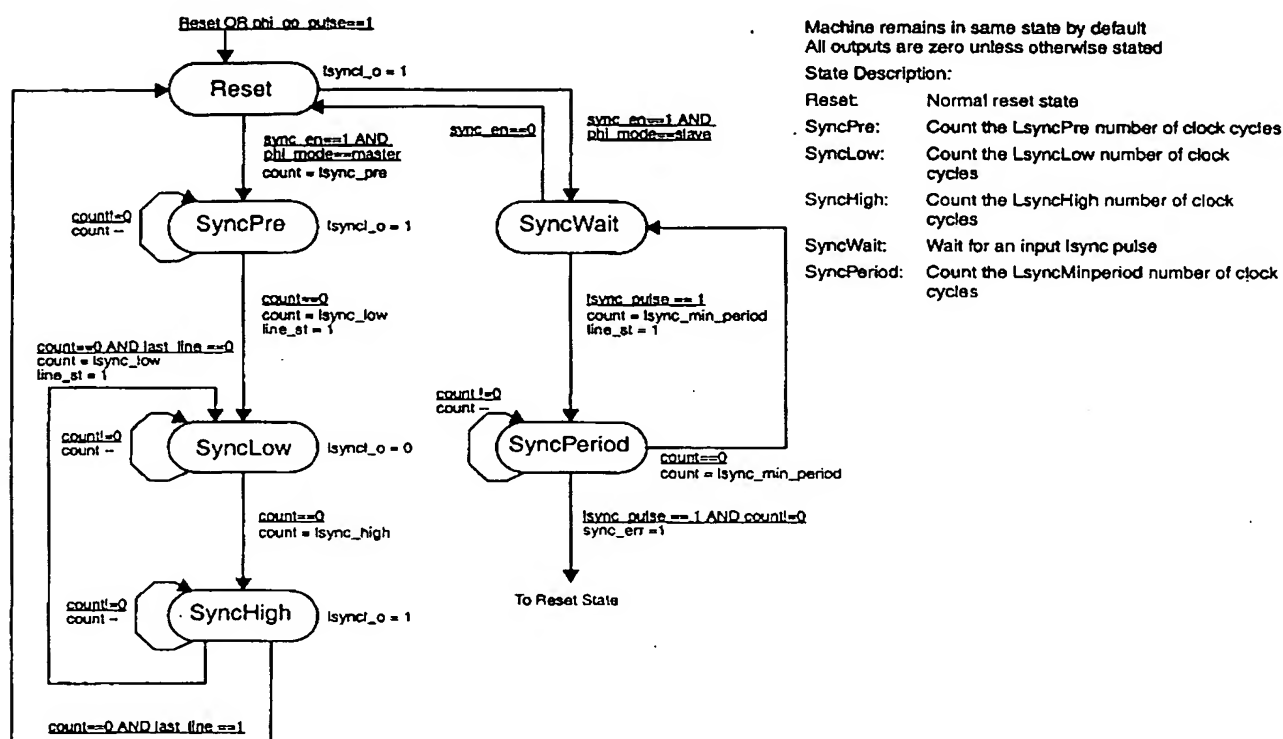 Reset OR phi_go_pulse==1
Reset
lsyncl_o = 1
sync_en==1 AND
phi_mode==master
count = lsync_pre
sync_en==0
sync_en==1 AND
phi_mode==slave
count!=0
count --
SyncPre
lsyncl_o = 1
SyncWait
count==0
count = lsync_low
line_st = 1
lsync_pulse == 1
count = lsync_min_period
line_st = 1
count==0 AND last_line ==0
count = lsync_low
line_st = 1
count!=0
count --
SyncLow
lsyncl_o = 0
count !=0
count --
SyncPeriod
count==0
count = lsync_min_period
count==0
count = lsync_high
lsync_pulse == 1 AND count!=0
sync_err =1
To Reset State
count!=0
count --
SyncHigh
lsyncl_o = 1
count==0 AND last_line ==1
Machine remains in same state by default
All outputs are zero unless otherwise stated
State Description:
Reset: Normal reset state
SyncPre: Count the LsyncPre number of clock cycles
SyncLow: Count the LsyncLow number of clock
cycles
SyncHigh: Count the LsyncHigh number of clock
cycles
SyncWait: Wait for an input lsync pulse
SyncPeriod: Count the LsyncMinperiod number of clock
cycles